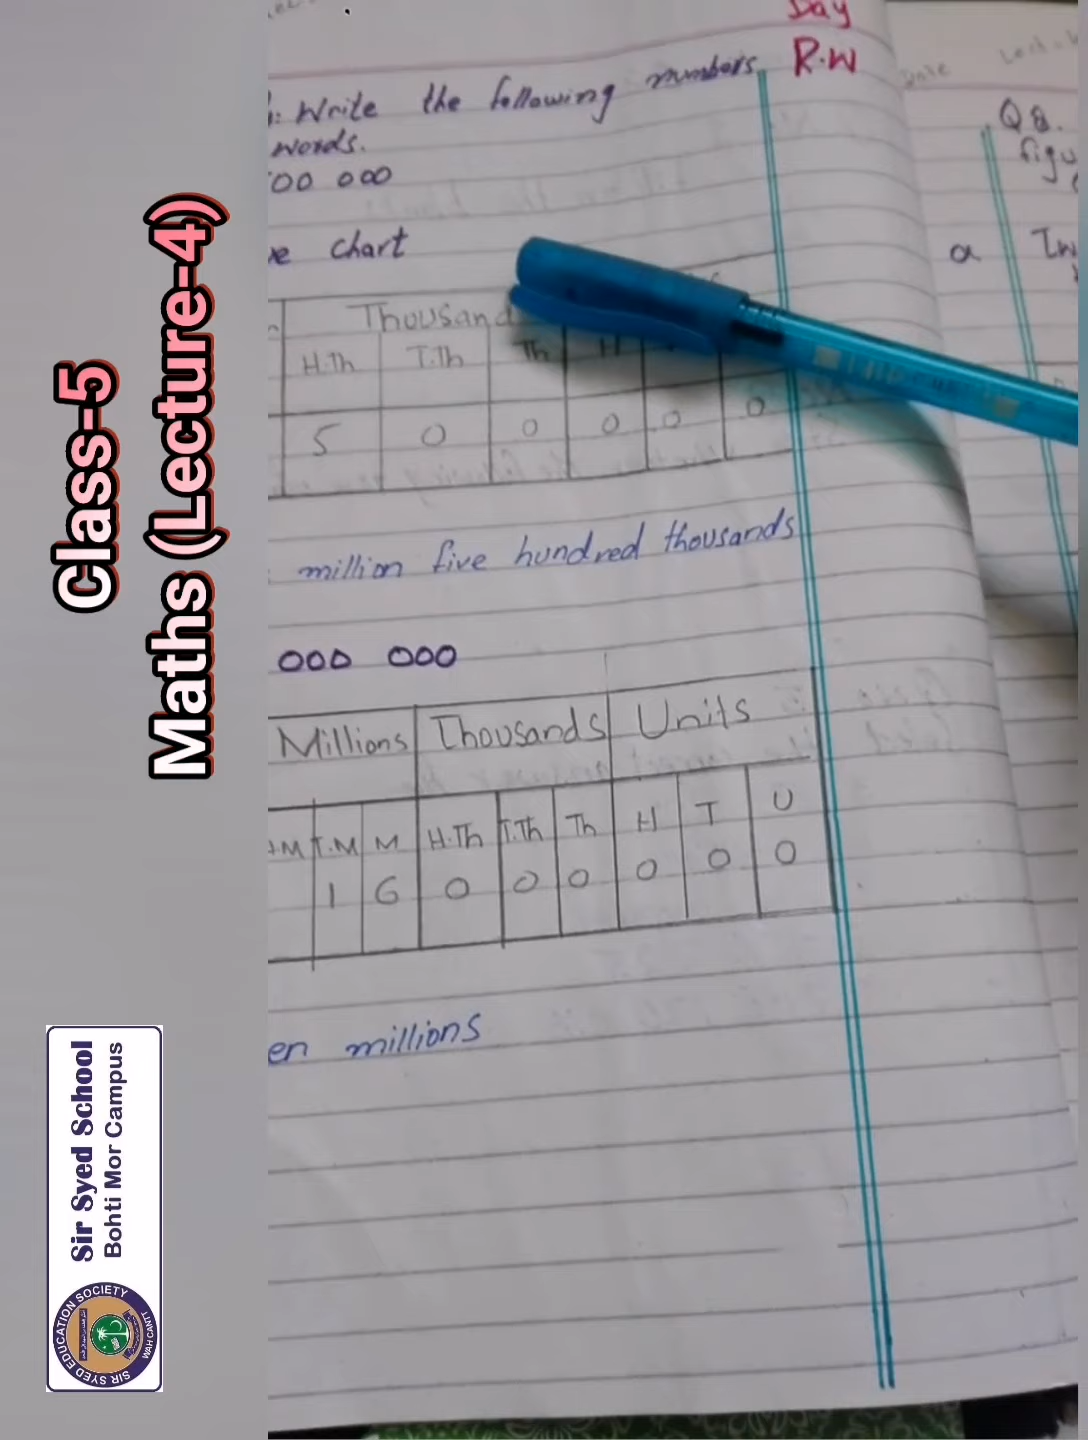 Class-5
Maths (Lecture-4)
Sir Syed School
Bohti Mor Campus
SIR SYED EDUCATION SOCIETY
WAH CANTT
Day
R.W
Write the following numbers
words.
00 000
chart
Thousand
H.Th T.Th Th H
5 0 0 0 0 0
million five hundred thousands
000 000
Millions Thousands Units
T.M M H.Th T.Th Th H T U
1 6 0 0 0 0 0 0
en millions
Date
Q8.
figu
a